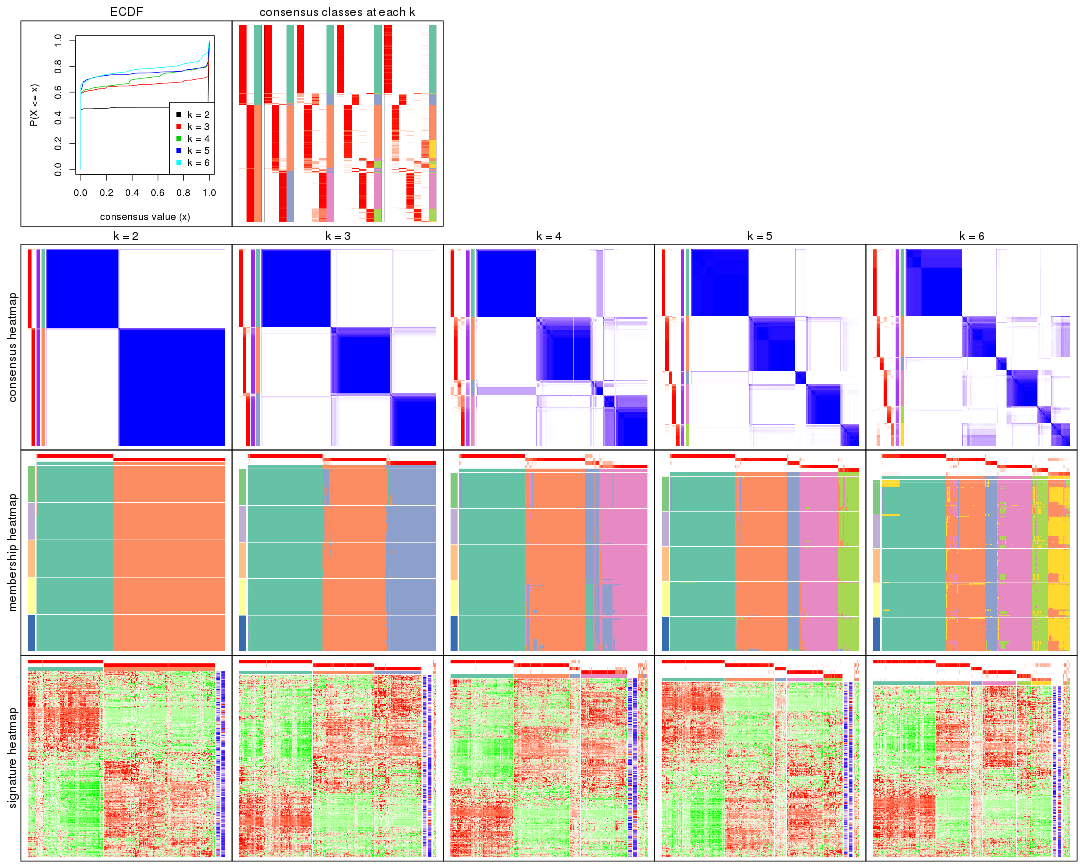 ECDF
consensus classes at each k
P(X <= x)
0.0
0.2
0.4
0.6
0.8
1.0
k = 2
k = 3
k = 4
k = 5
k = 6
0.0 0.2 0.4 0.6 0.8 1.0
consensus value (x)
k = 2 k = 3 k = 4 k = 5 k = 6
consensus heatmap
membership heatmap
signature heatmap